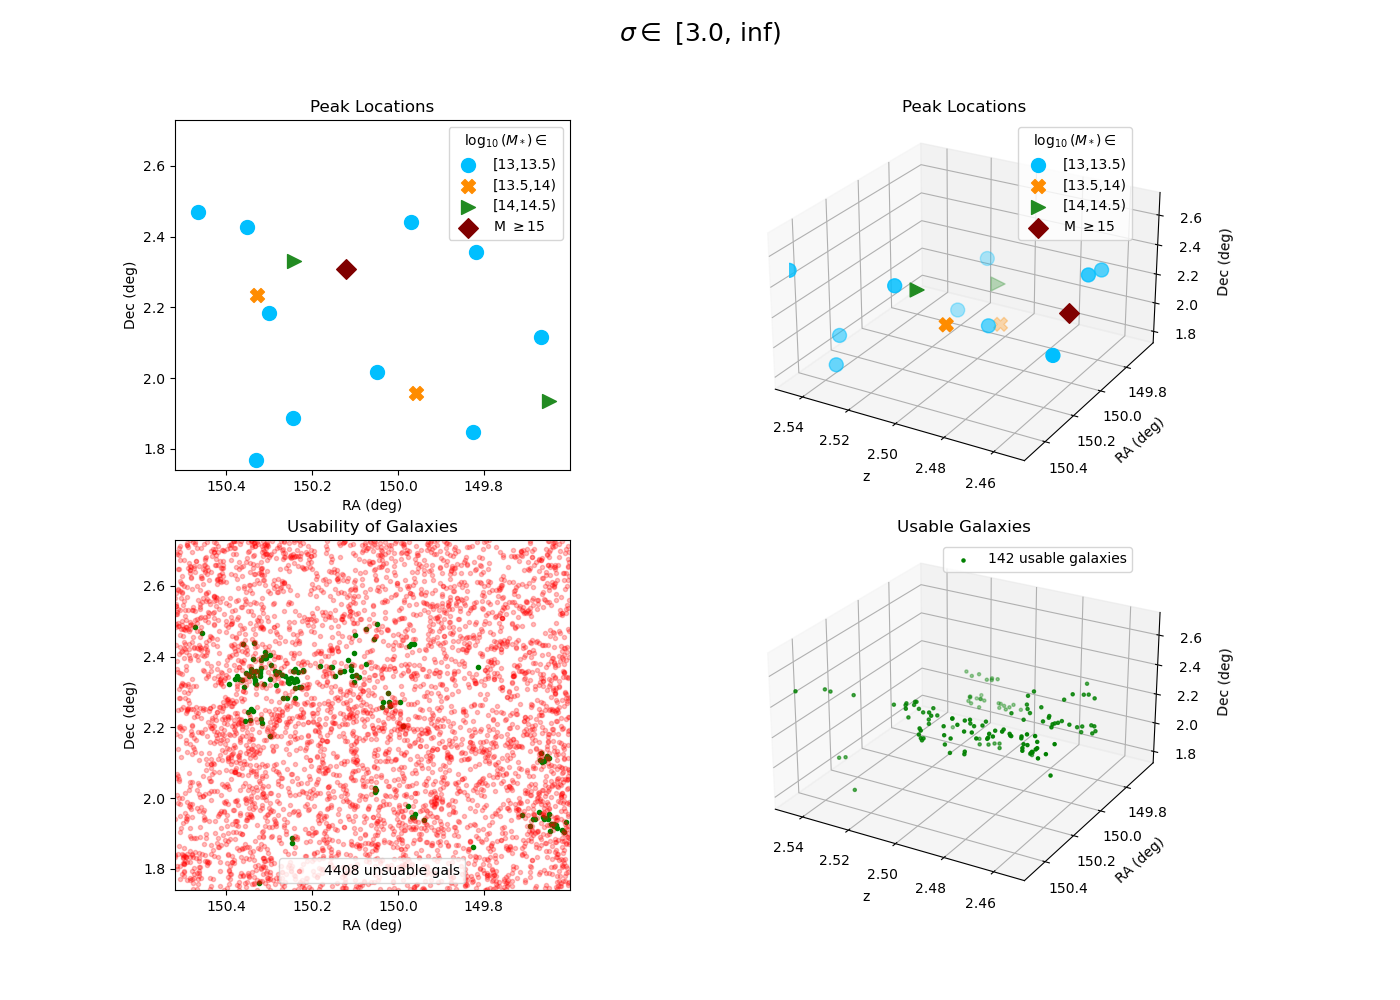 σ ∈ [3.0, inf)
Peak Locations
log₁₀(M*) ∈
[13,13.5)
[13.5,14)
[14,14.5)
M ≥15
2.6
2.4
2.2
2.0
1.8
Dec (deg)
150.4 150.2 150.0 149.8
RA (deg)
Peak Locations
log₁₀(M*) ∈
[13,13.5)
[13.5,14)
[14,14.5)
M ≥15
2.6
2.4
2.2
2.0
1.8
Dec (deg)
149.8
150.0
150.2
150.4
RA (deg)
2.54
2.52
2.50
2.48
2.46
z
Usability of Galaxies
2.6
2.4
2.2
2.0
1.8
Dec (deg)
4408 unsuable gals
150.4 150.2 150.0 149.8
RA (deg)
Usable Galaxies
142 usable galaxies
2.6
2.4
2.2
2.0
1.8
Dec (deg)
149.8
150.0
150.2
150.4
RA (deg)
2.54
2.52
2.50
2.48
2.46
z